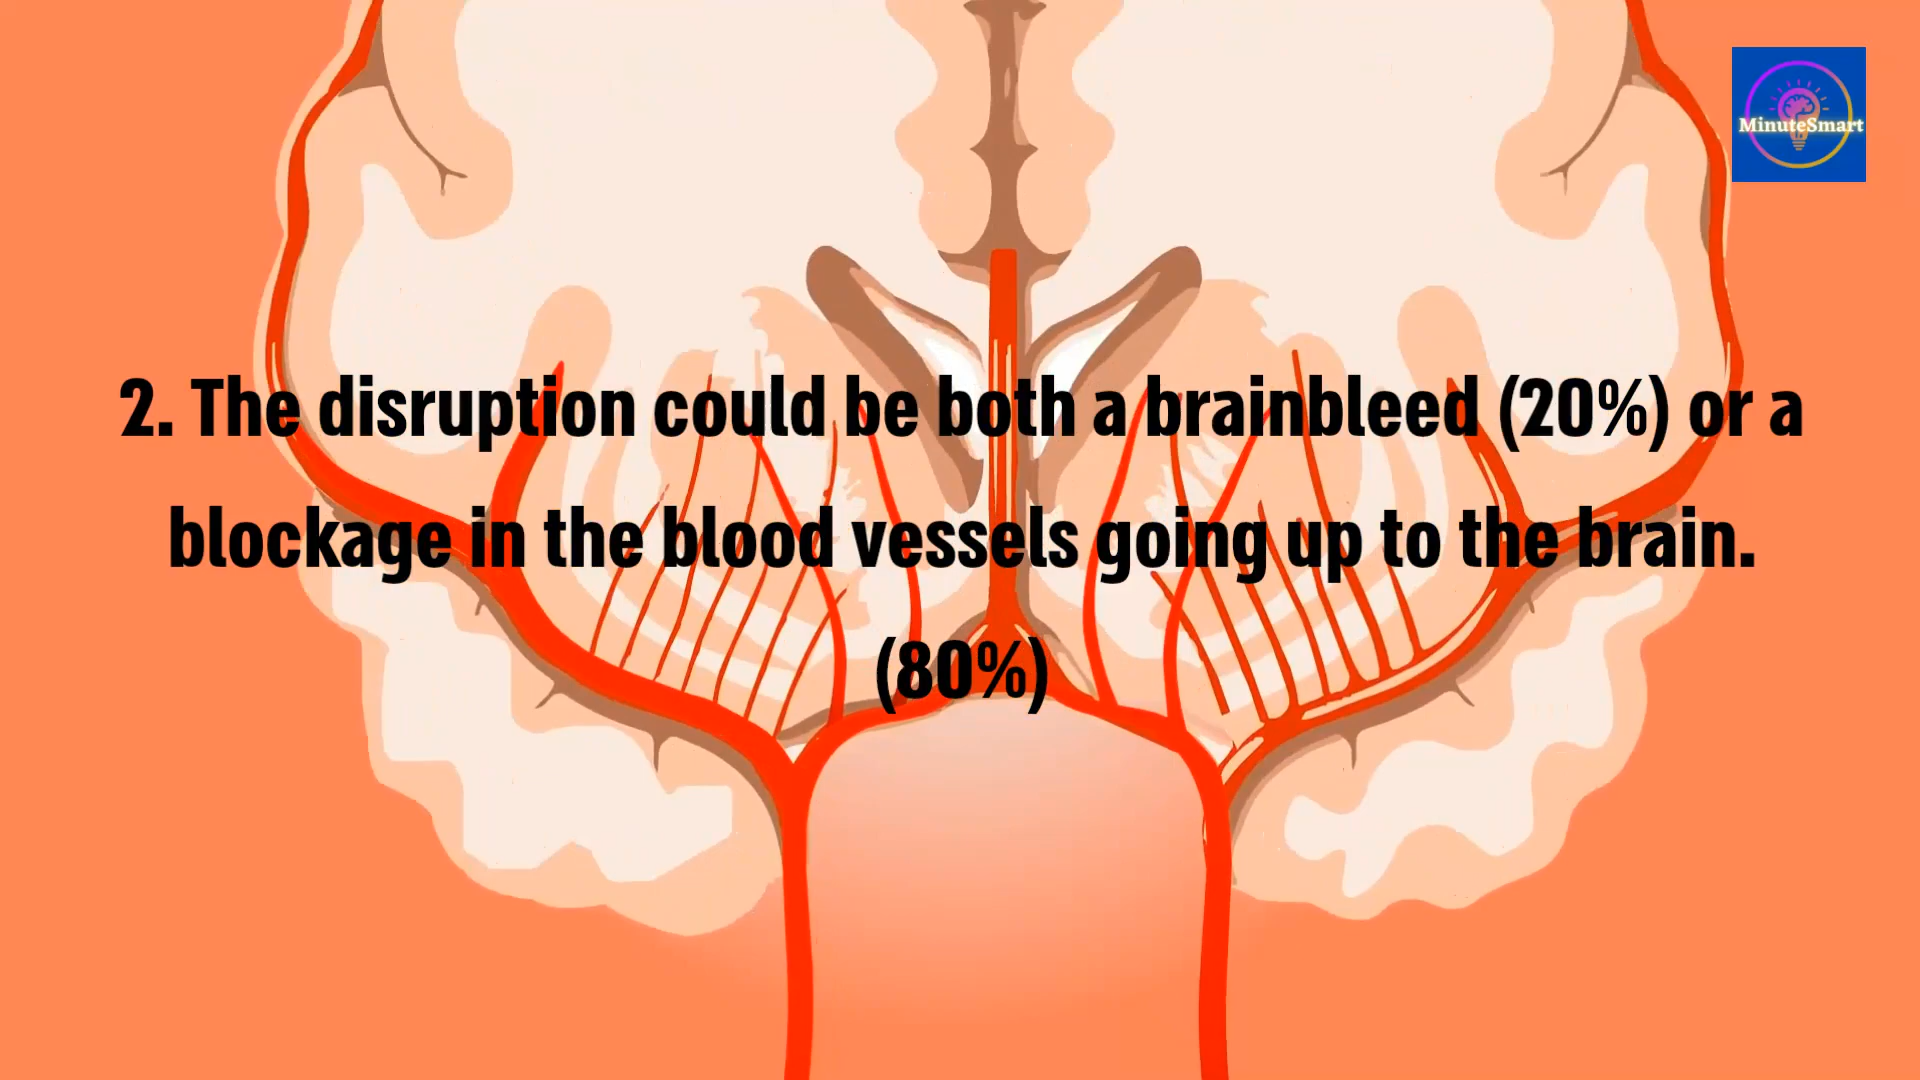 MinuteSmart
2. The disruption could be both a brainbleed (20%) or a
blockage in the blood vessels going up to the brain.
(80%)